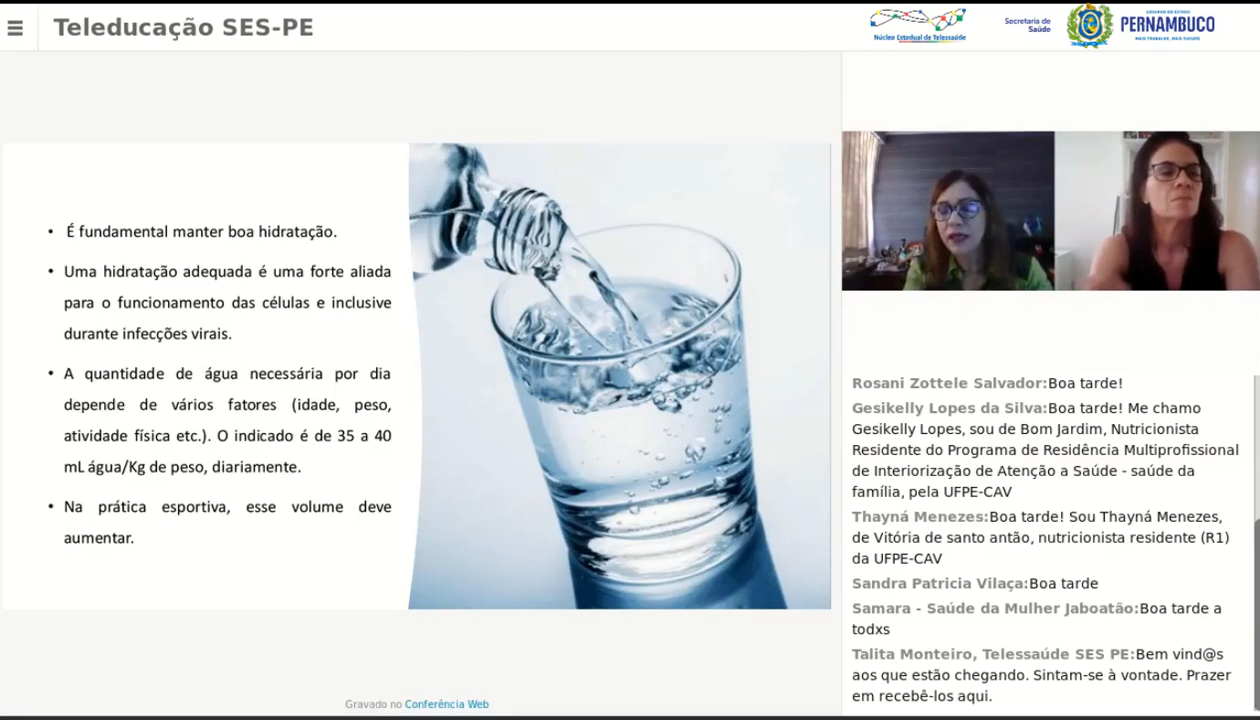 Teleducação SES-PE
Núcleo Estadual de Telessaúde
Secretaria de
Saúde
GOVERNO DO ESTADO
PERNAMBUCO
MAIS TRABALHO, MAIS FUTURO
• É fundamental manter boa hidratação.
• Uma hidratação adequada é uma forte aliada
para o funcionamento das células e inclusive
durante infecções virais.
• A quantidade de água necessária por dia
depende de vários fatores (idade, peso,
atividade física etc.). O indicado é de 35 a 40
mL água/Kg de peso, diariamente.
• Na prática esportiva, esse volume deve
aumentar.
Gravado no Conferência Web
Rosani Zottele Salvador:Boa tarde!
Gesikelly Lopes da Silva:Boa tarde! Me chamo
Gesikelly Lopes, sou de Bom Jardim, Nutricionista
Residente do Programa de Residência Multiprofissional
de Interiorização de Atenção a Saúde - saúde da
família, pela UFPE-CAV
Thayná Menezes:Boa tarde! Sou Thayná Menezes,
de Vitória de santo antão, nutricionista residente (R1)
da UFPE-CAV
Sandra Patricia Vilaça:Boa tarde
Samara - Saúde da Mulher Jaboatão:Boa tarde a
todxs
Talita Monteiro, Telessaúde SES PE:Bem vind@s
aos que estão chegando. Sintam-se à vontade. Prazer
em recebê-los aqui.